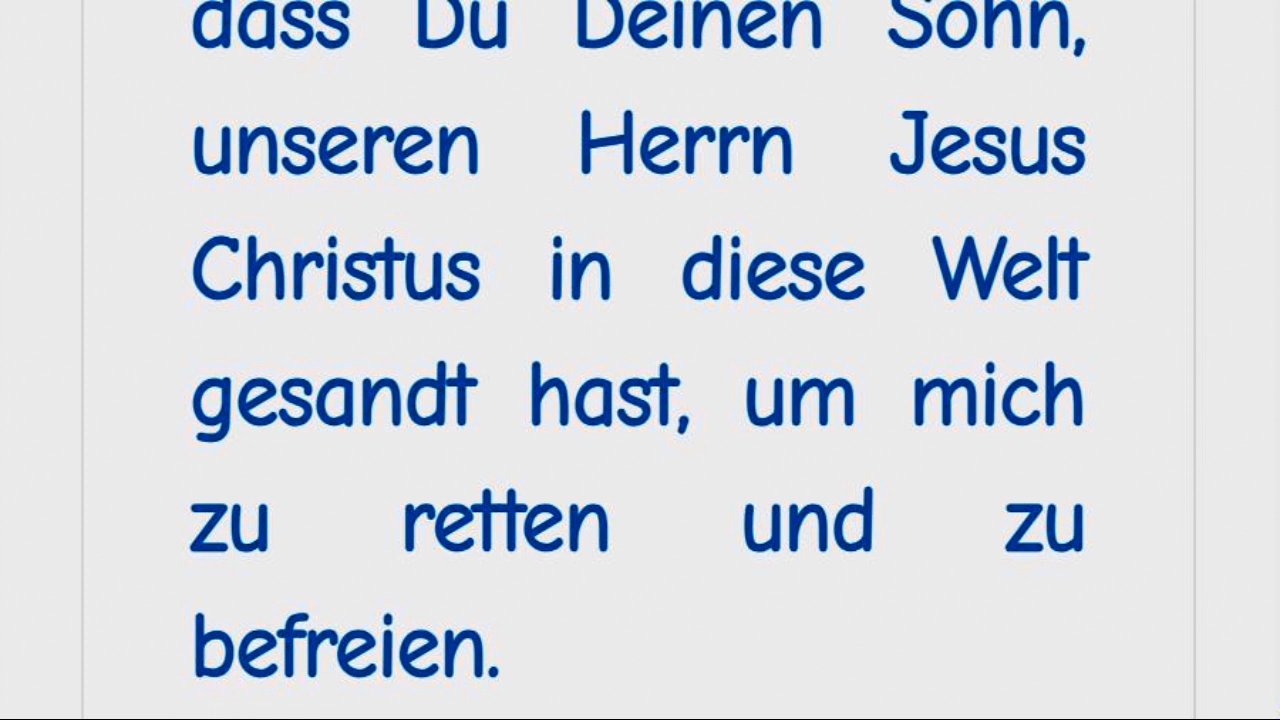 dass Du Deinen Sohn,
unseren Herrn Jesus
Christus in diese Welt
gesandt hast, um mich
zu retten und zu
befreien.